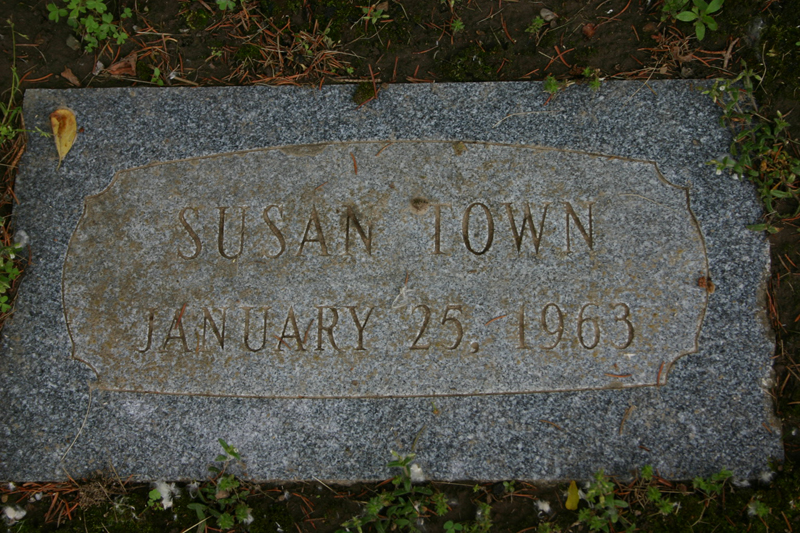 SUSAN TOWN
JANUARY 25, 1963